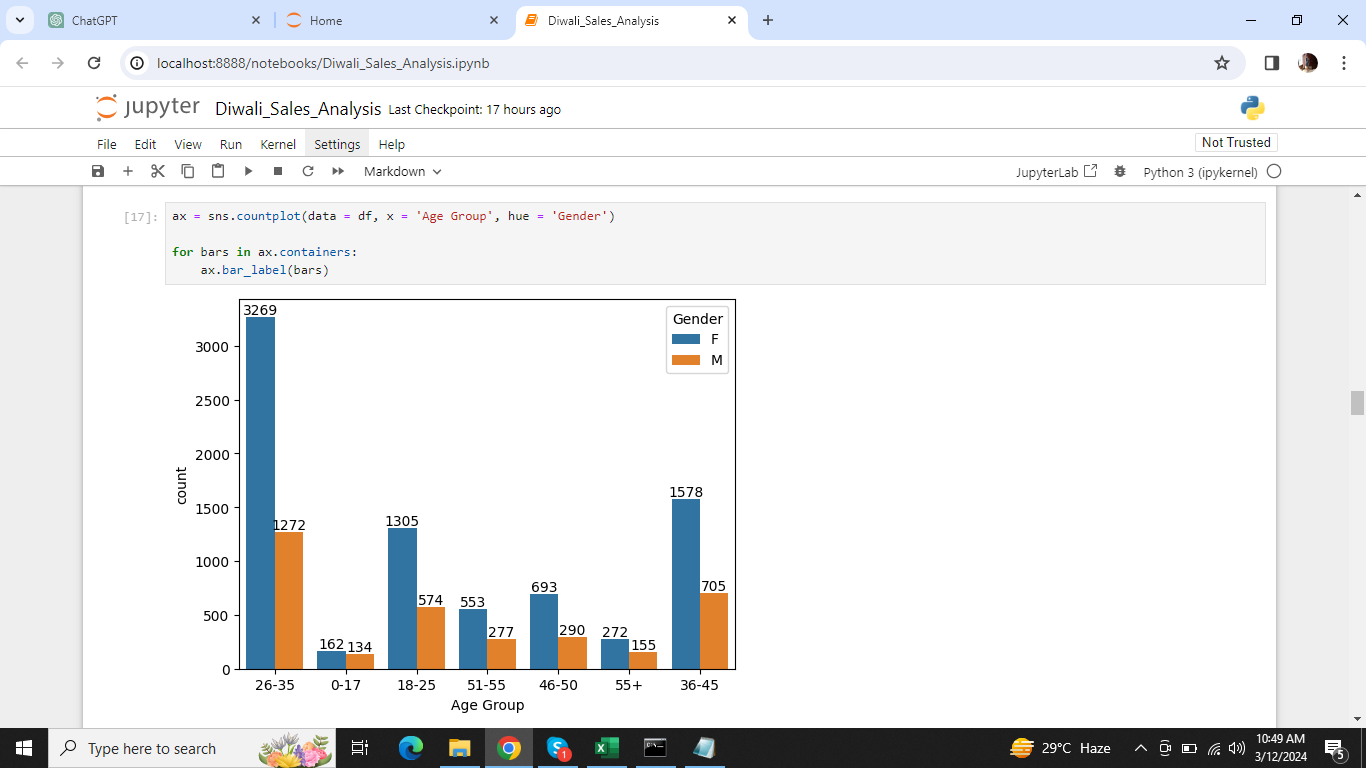 ChatGPT
Home
Diwali_Sales_Analysis
localhost:8888/notebooks/Diwali_Sales_Analysis.ipynb
jupyter Diwali_Sales_Analysis Last Checkpoint: 17 hours ago
File Edit View Run Kernel Settings Help
Not Trusted
Markdown
JupyterLab
Python 3 (ipykernel)
[17]:
ax = sns.countplot(data = df, x = 'Age Group', hue = 'Gender')
for bars in ax.containers:
ax.bar_label(bars)
3269
Gender
F
M
3000
2500
2000
1500
1000
500
0
count
1272
162
134
1305
574
553
277
693
290
272
155
1578
705
26-35 0-17 18-25 51-55 46-50 55+ 36-45
Age Group
Type here to search
1
29°C Haze
10:49 AM
3/12/2024
5